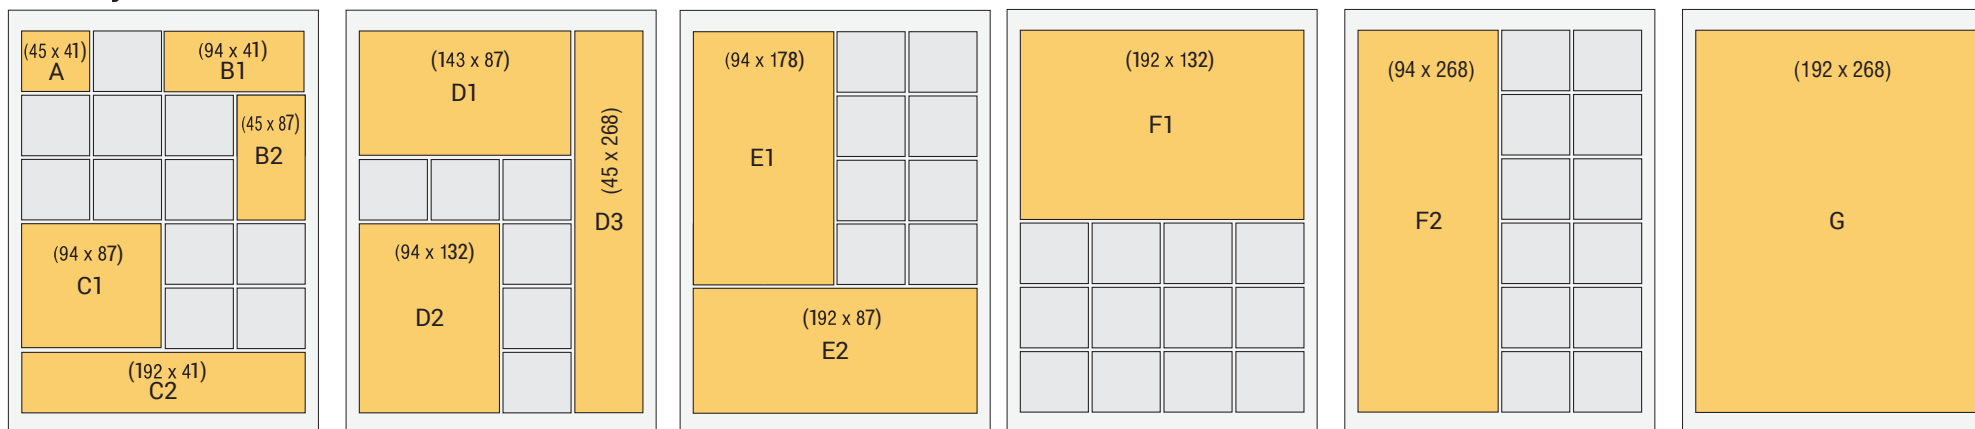 (45 x 41)
A
(94 x 41)
B1
(45 x 87)
B2
(94 x 87)
C1
(192 x 41)
C2
(143 x 87)
D1
(94 x 132)
D2
(45 x 268)
D3
(94 x 178)
E1
(192 x 87)
E2
(192 x 132)
F1
(94 x 268)
F2
(192 x 268)
G